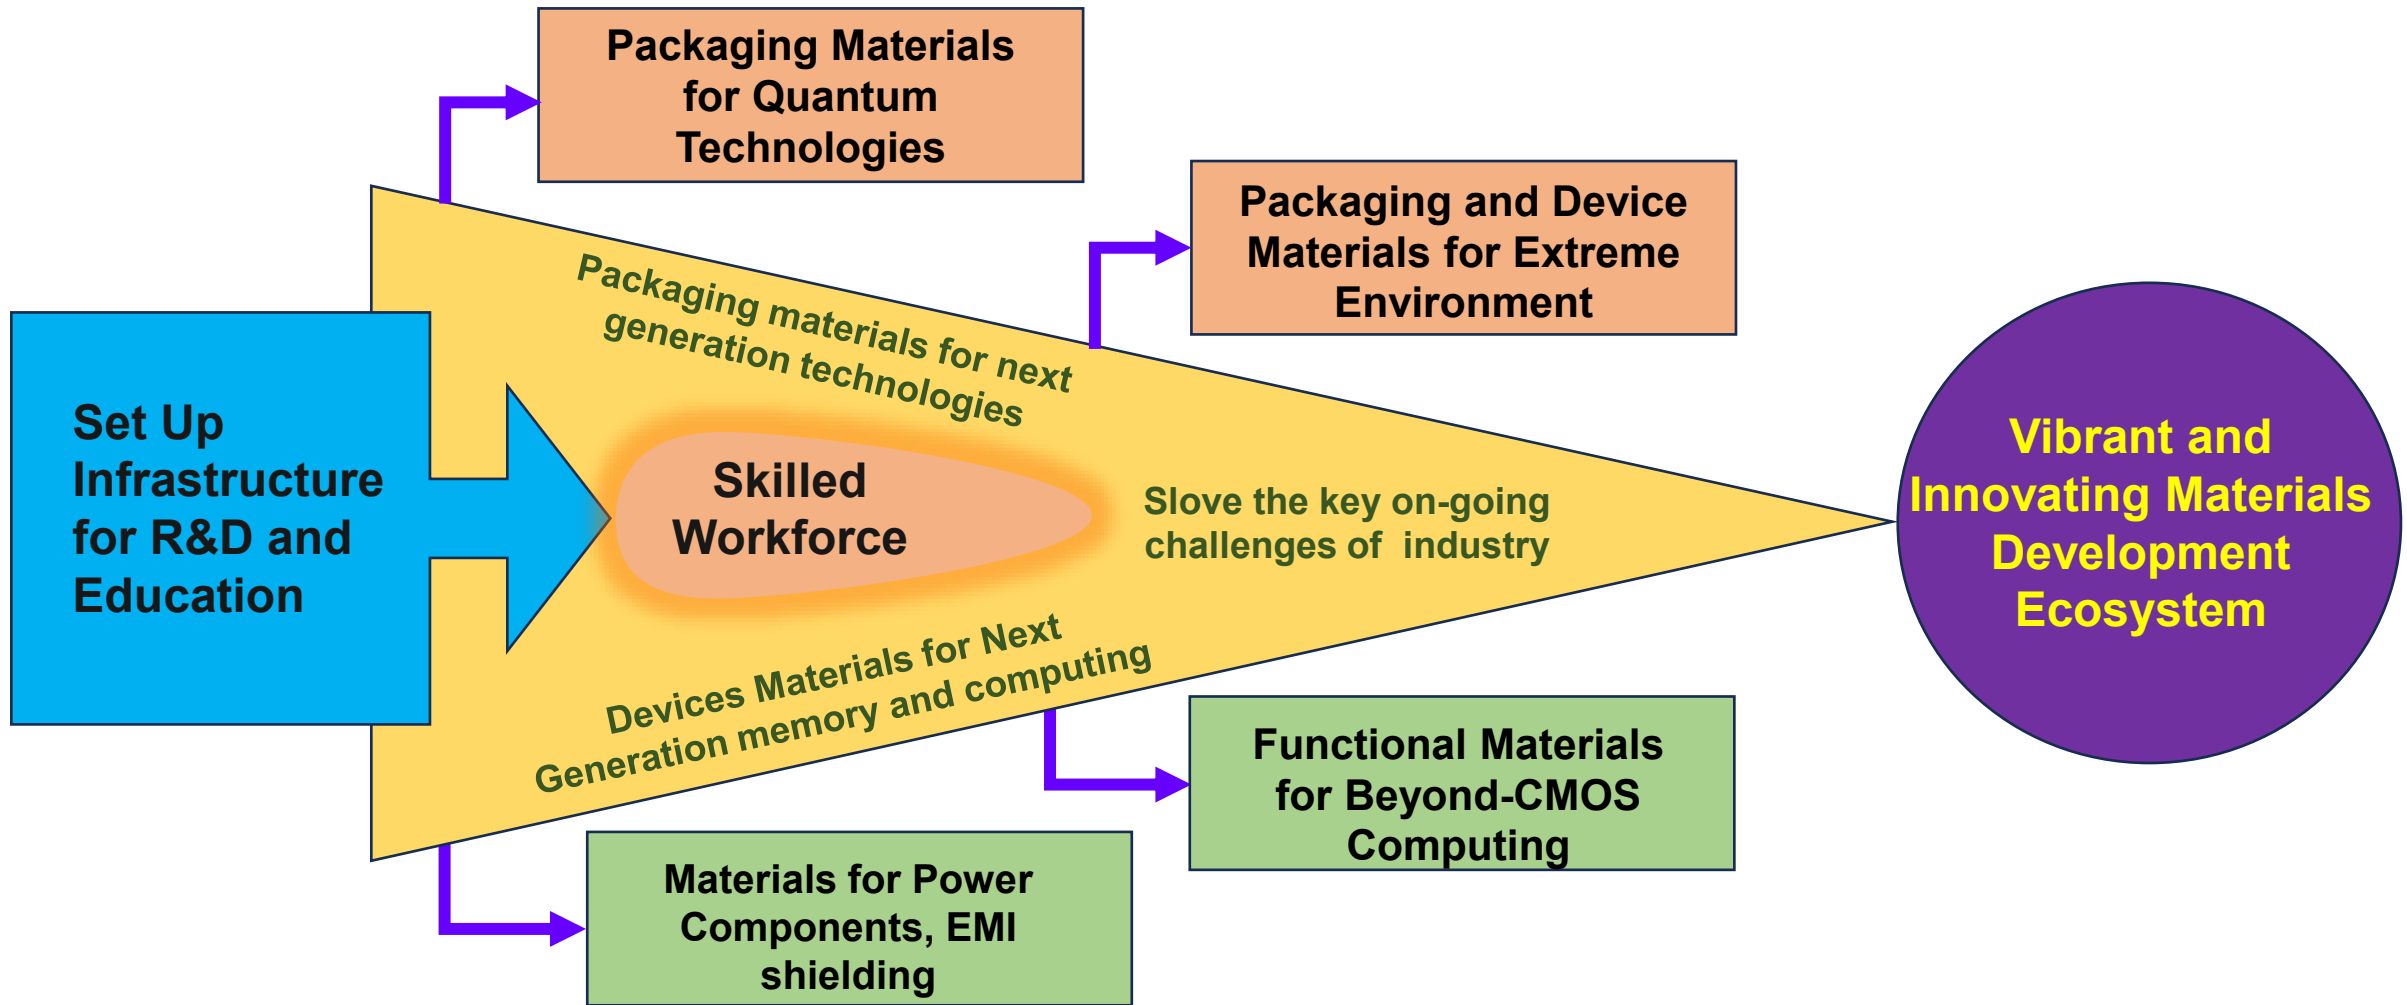 Packaging Materials
for Quantum
Technologies
Packaging and Device
Materials for Extreme
Environment
Packaging materials for next
generation technologies
Set Up
Infrastructure
for R&D and
Education
Skilled
Workforce
Slove the key on-going
challenges of  industry
Vibrant and
Innovating Materials
Development
Ecosystem
Devices Materials for Next
Generation memory and computing
Functional Materials
for Beyond-CMOS
Computing
Materials for Power
Components, EMI
shielding